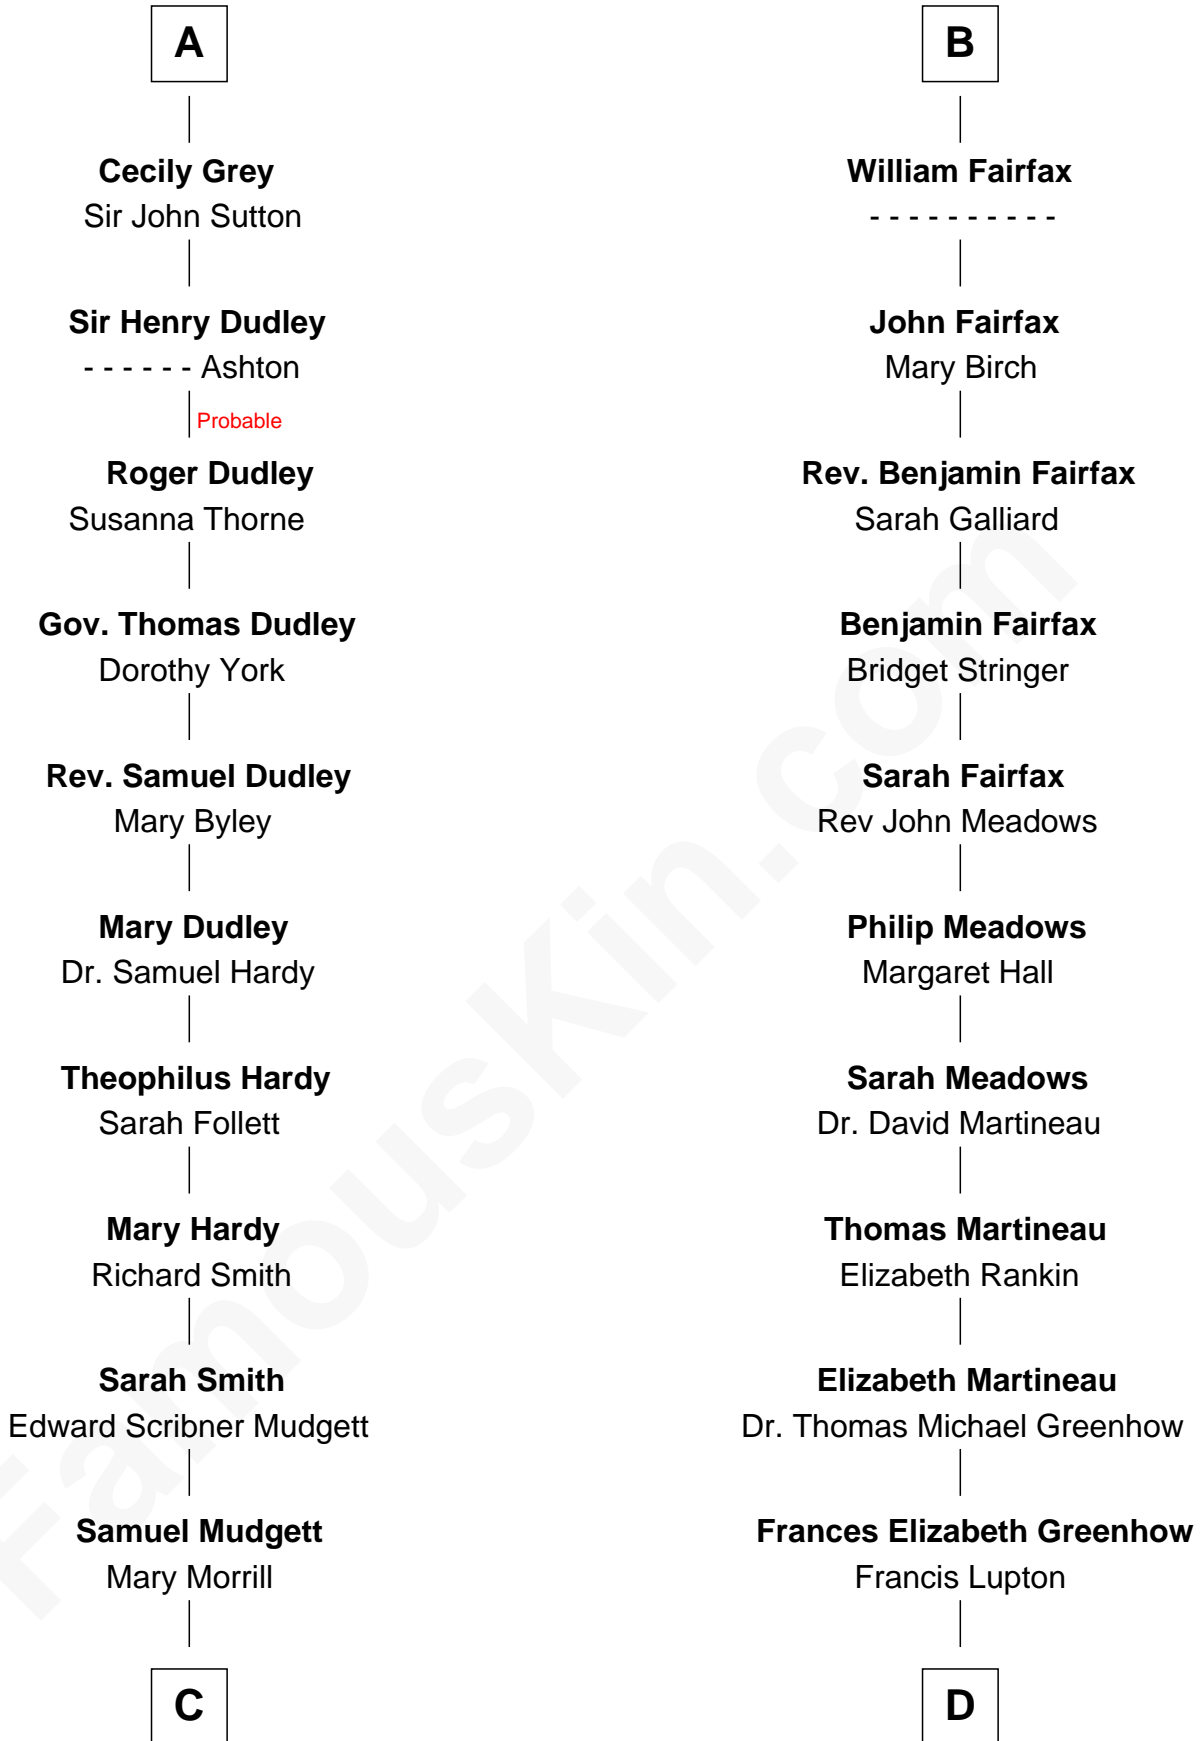 A
Cecily Grey
Sir John Sutton
Sir Henry Dudley
- - - - - - Ashton
Probable
Roger Dudley
Susanna Thorne
Gov. Thomas Dudley
Dorothy York
Rev. Samuel Dudley
Mary Byley
Mary Dudley
Dr. Samuel Hardy
Theophilus Hardy
Sarah Follett
Mary Hardy
Richard Smith
Sarah Smith
Edward Scribner Mudgett
Samuel Mudgett
Mary Morrill
C
B
William Fairfax
- - - - - - - - - -
John Fairfax
Mary Birch
Rev. Benjamin Fairfax
Sarah Galliard
Benjamin Fairfax
Bridget Stringer
Sarah Fairfax
Rev John Meadows
Philip Meadows
Margaret Hall
Sarah Meadows
Dr. David Martineau
Thomas Martineau
Elizabeth Rankin
Elizabeth Martineau
Dr. Thomas Michael Greenhow
Frances Elizabeth Greenhow
Francis Lupton
D
FamousKin.com